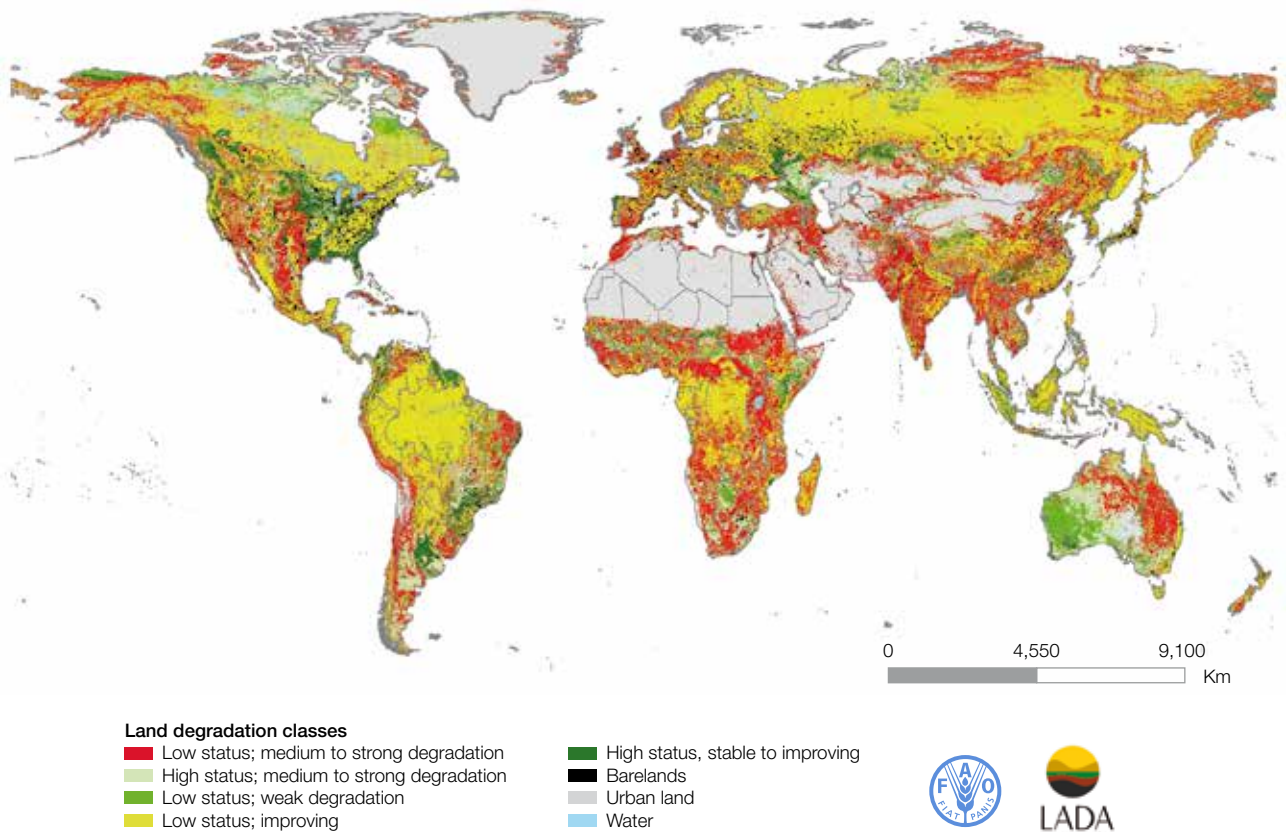 0 4,550 9,100
Km
Land degradation classes
Low status; medium to strong degradation
High status; medium to strong degradation
Low status; weak degradation
Low status; improving
High status, stable to improving
Barelands
Urban land
Water
F A O
FIAT PANIS
LADA